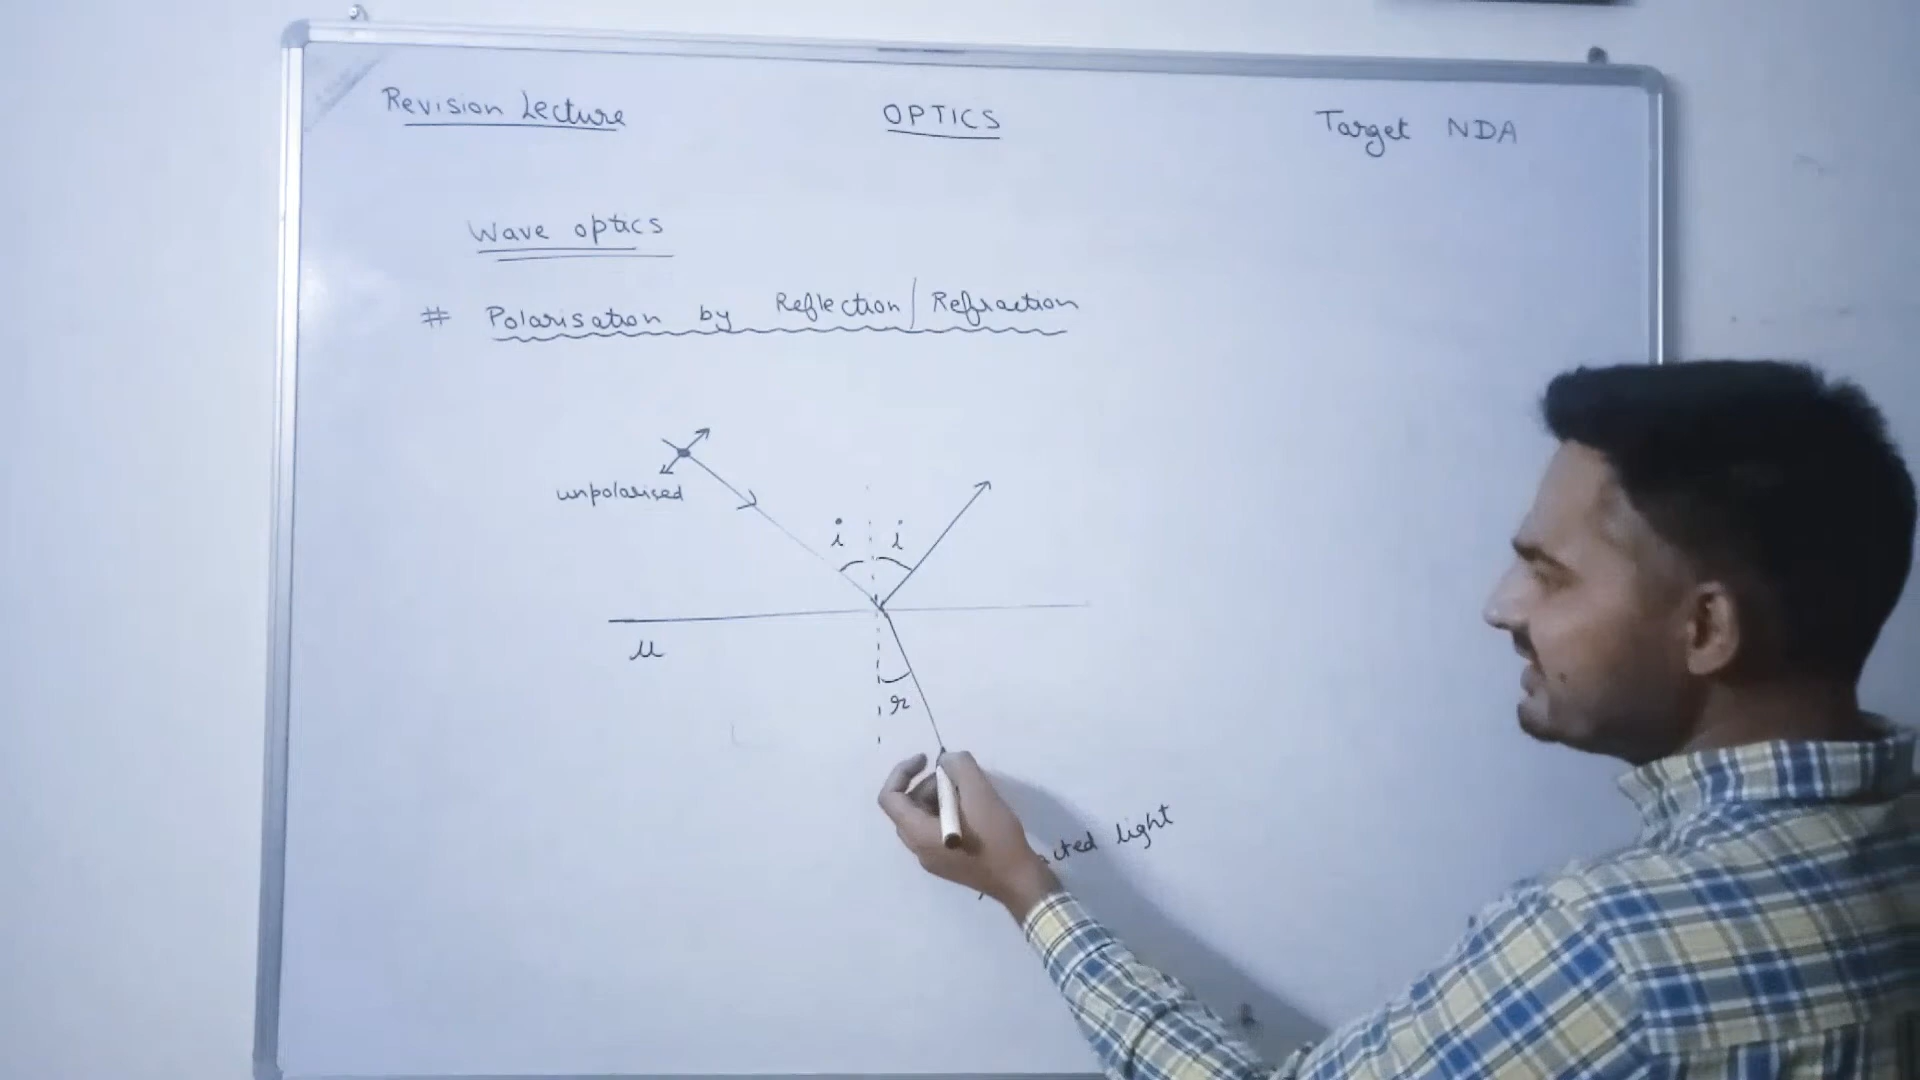 Revision Lecture
OPTICS
Target NDA
Wave optics
# Polarisation by Reflection/Refraction
unpolarised
i i
μ
r
light